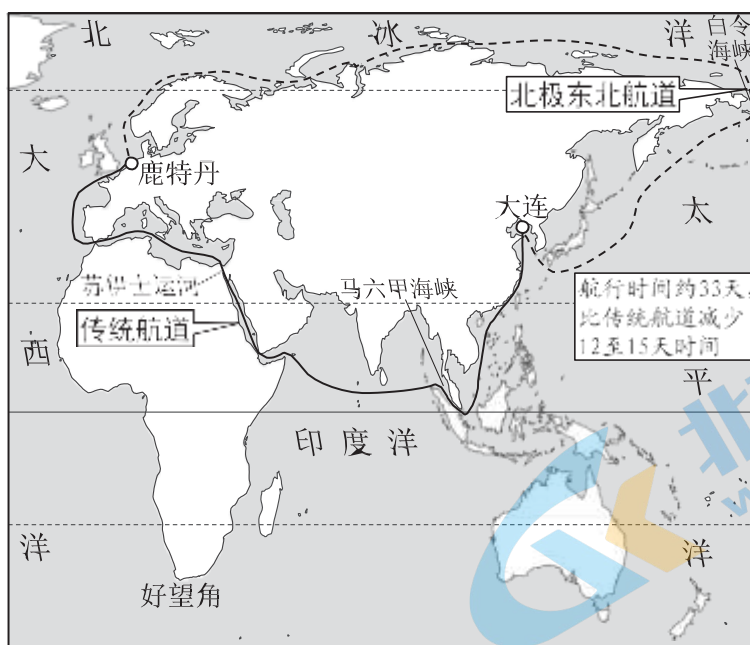 北冰洋
白令
海峡
北极东北航道
大西洋
鹿特丹
大连
太平洋
苏伊士运河
马六甲海峡
传统航道
航行时间约33天,
比传统航道减少
12至15天时间
印度洋
好望角
北